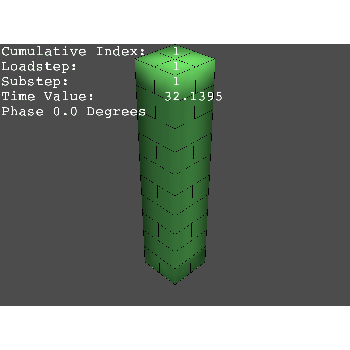 Cumulative Index: 1
Loadstep: 1
Substep: 1
Time Value: 32.1395
Phase 0.0 Degrees